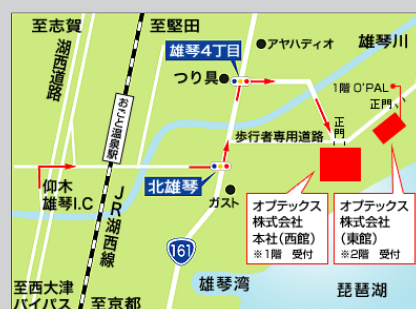 至志賀
至堅田
雄琴川
湖西道路
雄琴4丁目
アヤハディオ
つり具
1階 O'PAL
正門
正門
おごと温泉駅
歩行者専用道路
仰木
雄琴I.C
北雄琴
ガスト
JR湖西線
オプテックス
株式会社
本社(西館)
※1階 受付
オプテックス
株式会社
(東館)
※2階 受付
161
至西大津
バイパス
至京都
雄琴湾
琵琶湖